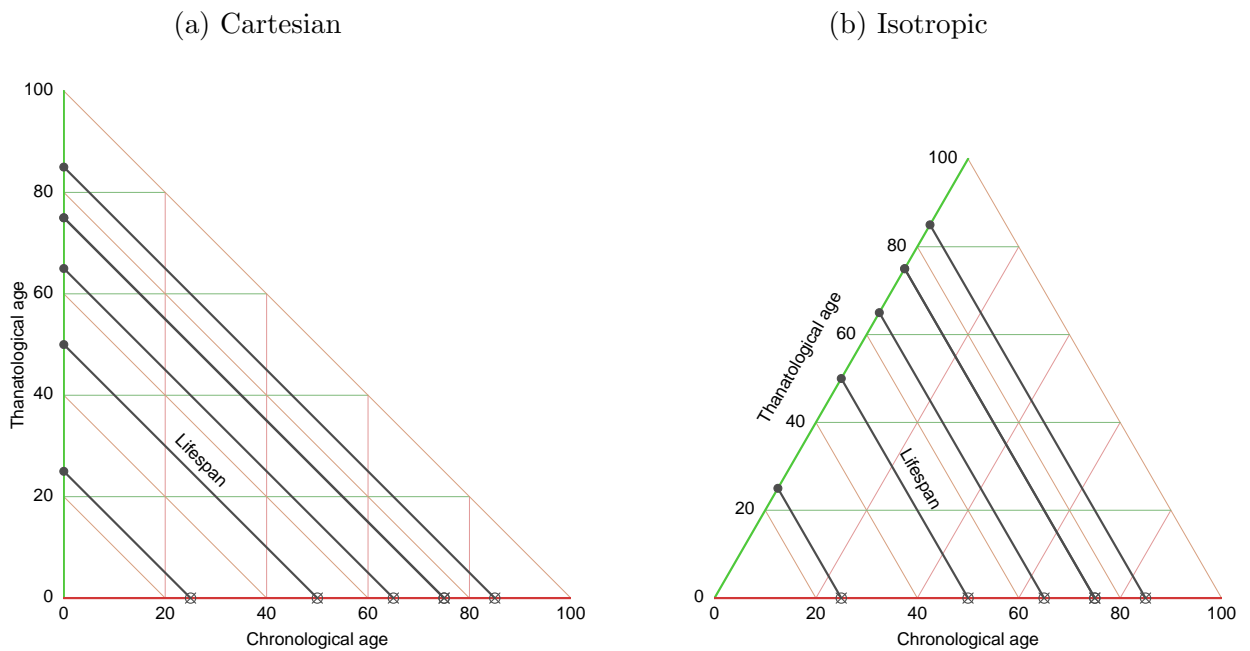 (a) Cartesian
100
80
60
40
20
0
Thanatological age
Lifespan
0 20 40 60 80 100
Chronological age
(b) Isotropic
100
80
60
40
20
0
Thanatological age
Lifespan
0 20 40 60 80 100
Chronological age